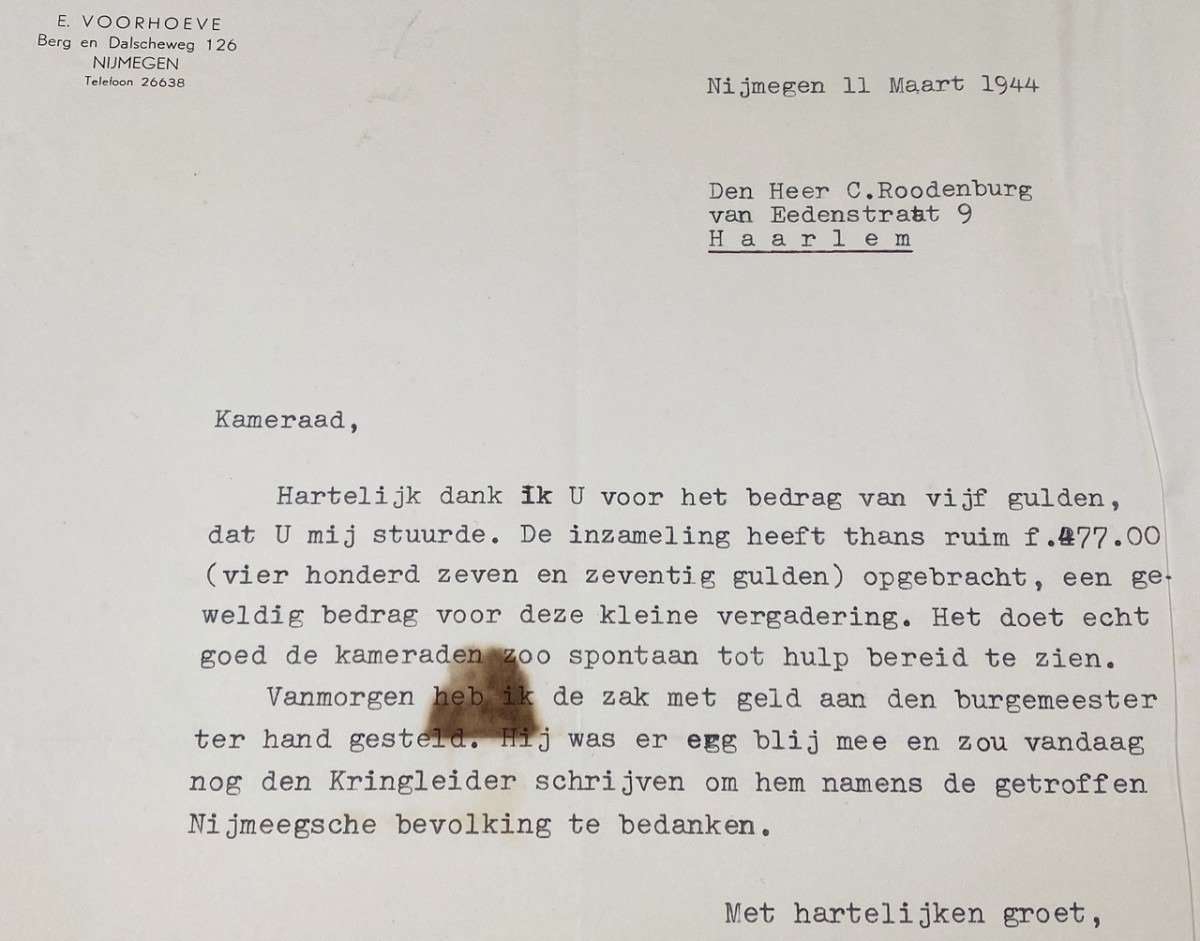 E. VOORHOEVE
Berg en Dalscheweg 126
NIJMEGEN
Telefoon 26638
Nijmegen 11 Maart 1944
Den Heer C.Roodenburg
van Eedenstraat 9
H a a r l e m
Kameraad,
Hartelijk dank ik U voor het bedrag van vijf gulden,
dat U mij stuurde. De inzameling heeft thans ruim f.477.00
(vier honderd zeven en zeventig gulden) opgebracht, een ge-
weldig bedrag voor deze kleine vergadering. Het doet echt
goed de kameraden zoo spontaan tot hulp bereid te zien.
Vanmorgen heb ik de zak met geld aan den burgemeester
ter hand gesteld. Hij was er egg blij mee en zou vandaag
nog den Kringleider schrijven om hem namens de getroffen
Nijmeegsche bevolking te bedanken.
Met hartelijken groet,